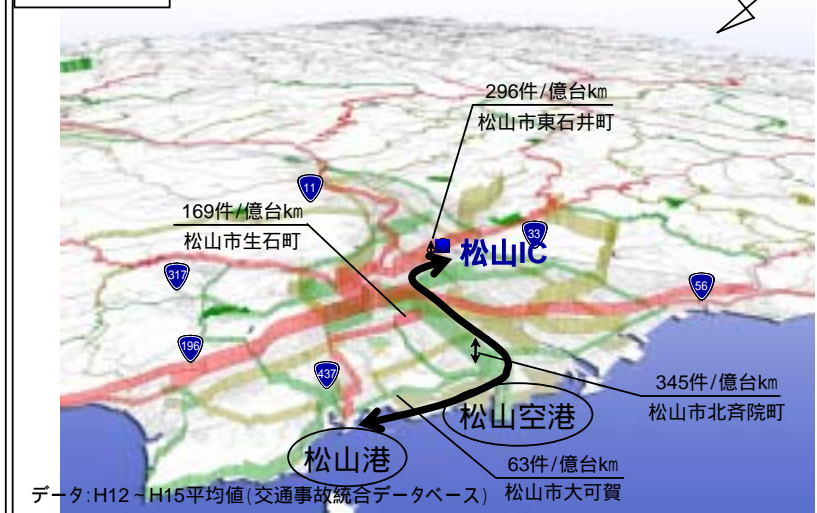 296件/億台km
松山市東石井町
11
169件/億台km
松山市生石町
33
松山IC
317
56
196
437
345件/億台km
松山市北斉院町
松山空港
松山港
63件/億台km
松山市大可賀
データ:H12～H15平均値(交通事故統合データベース)